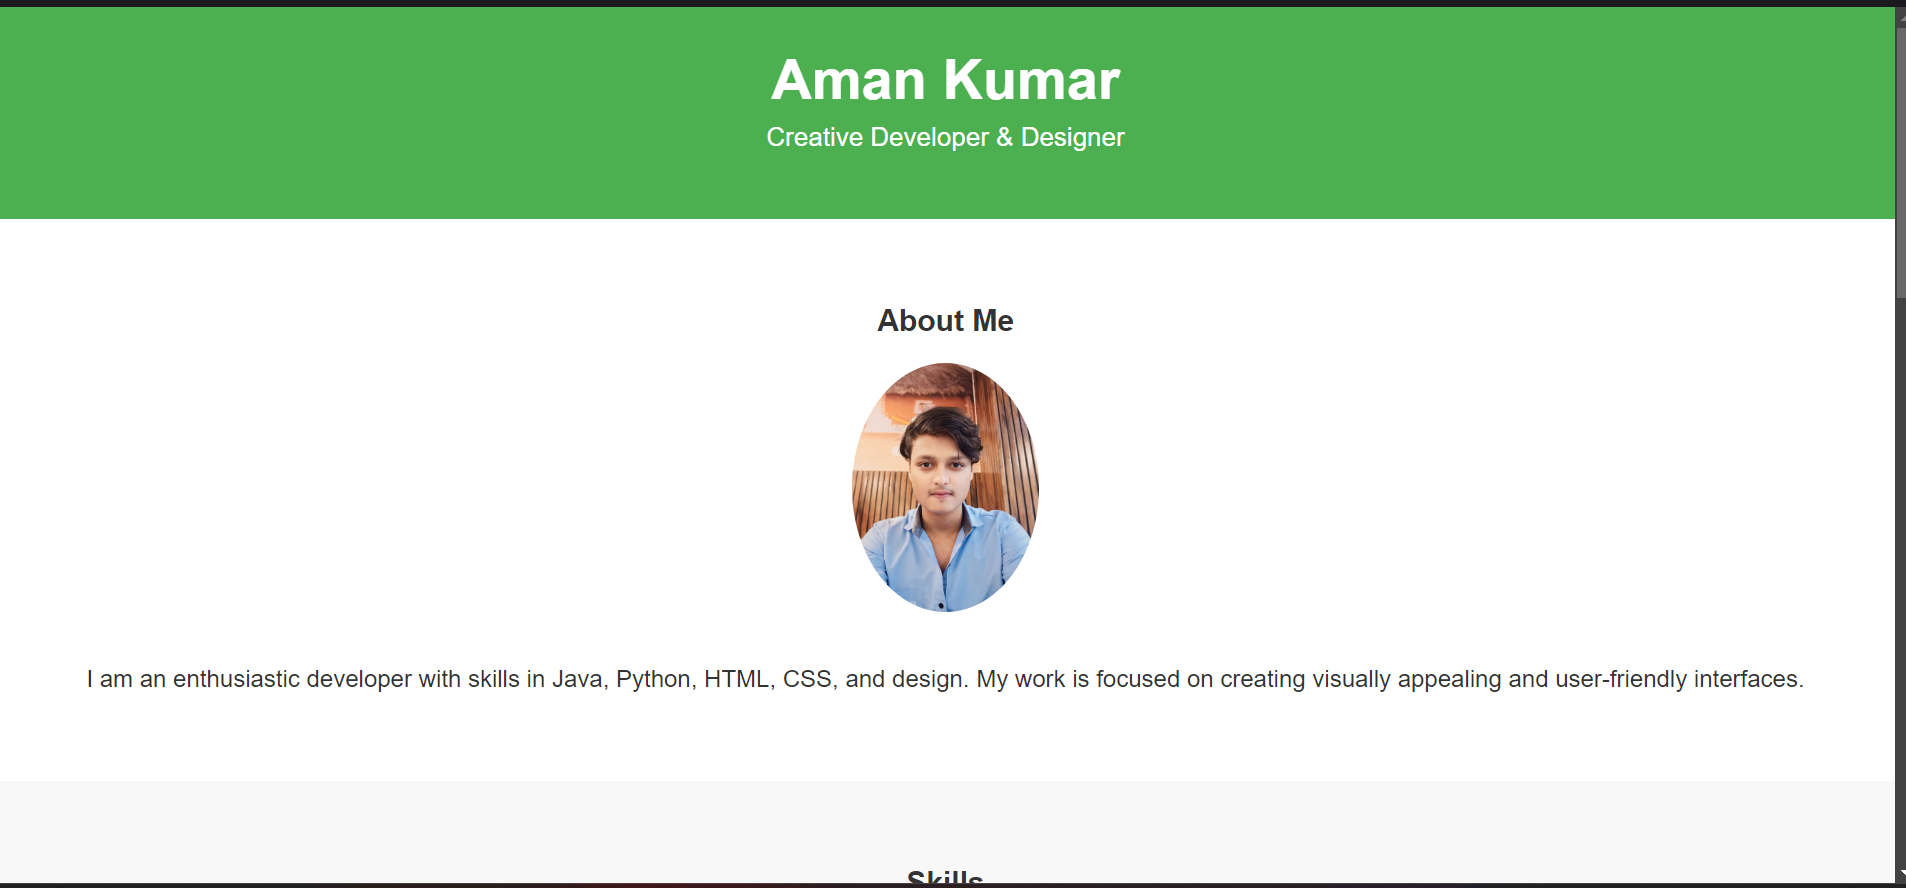 Aman Kumar
Creative Developer & Designer
About Me
I am an enthusiastic developer with skills in Java, Python, HTML, CSS, and design. My work is focused on creating visually appealing and user-friendly interfaces.
Skills